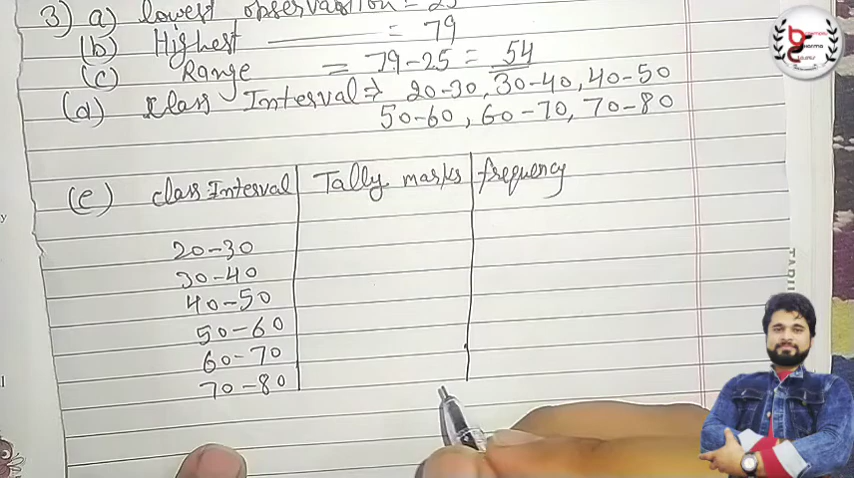 3) a) lowest observation = 25
(b) Highest ——— = 79
(c) Range = 79-25 = 54
(d) Class Interval ⇒ 20-30, 30-40, 40-50
50-60, 60-70, 70-80
(e) Class Interval Tally marks frequency
20-30
30-40
40-50
50-60
60-70
70-80